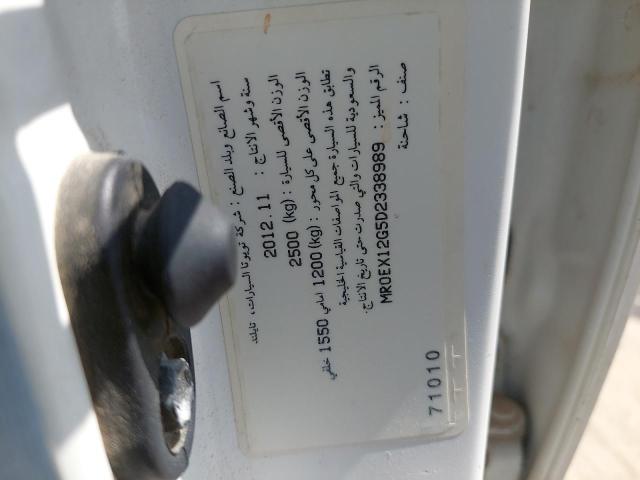 اسم الصانع وبلد الصنع : شركة تويوتا للسيارات، تايلند
سنة وشهر الانتاج : 2012.11
الوزن الأقصى للسيارة : (kg) 2500
الوزن الأقصى على كل محور : (kg) 1200 امامي 1550 خلفي
تطابق هذه السيارة جميع المواصفات القياسية الخليجية
والسعودية للسيارات والتي صدرت حتى تاريخ الانتاج.
الرقم المميز : MR0EX12G5D2338989
صنف : شاحنة
71010